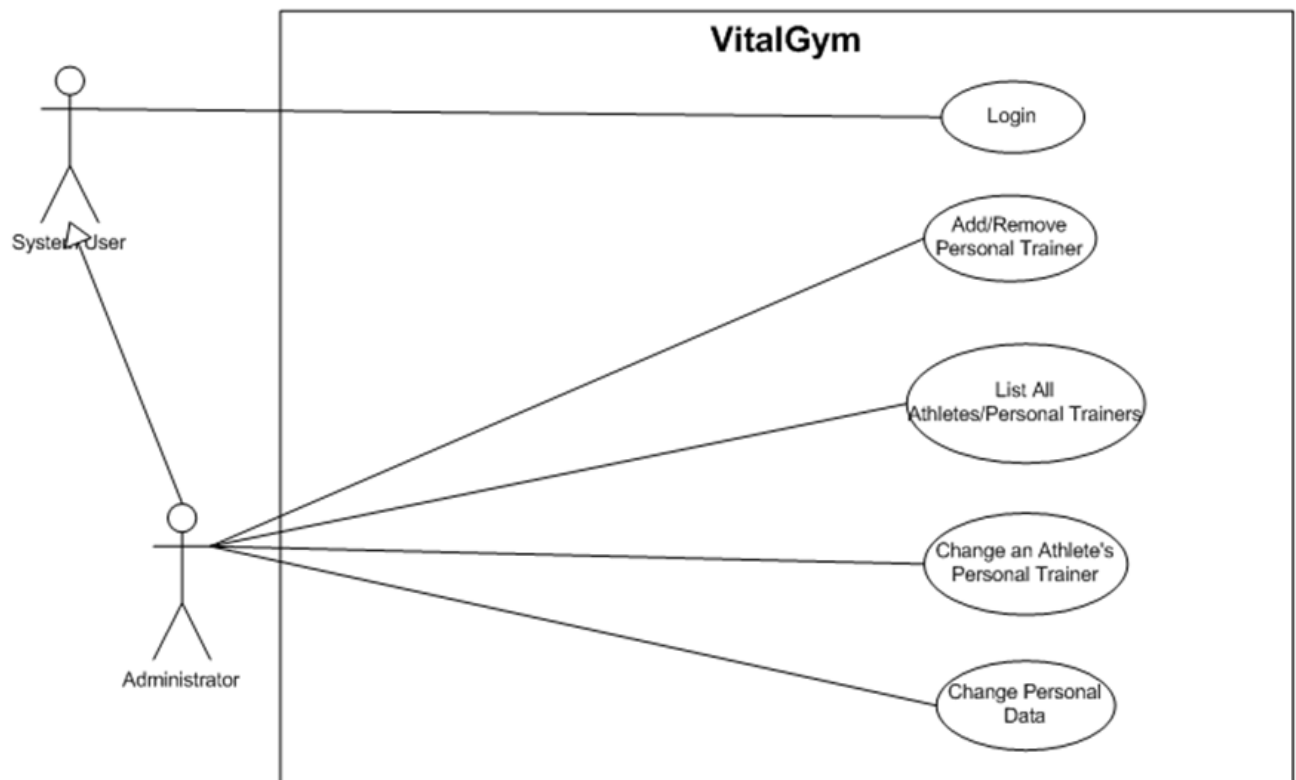 VitalGym
Login
System User
Add/Remove
Personal Trainer
List All
Athletes/Personal Trainers
Change an Athlete's
Personal Trainer
Administrator
Change Personal
Data